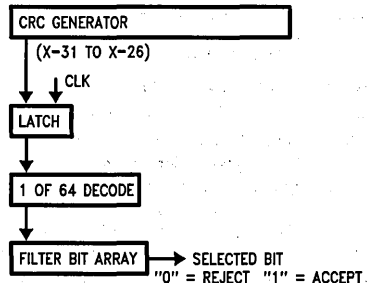 CRC GENERATOR
(X-31 TO X-26)
CLK
LATCH
1 OF 64 DECODE
FILTER BIT ARRAY
SELECTED BIT
"0" = REJECT "1" = ACCEPT